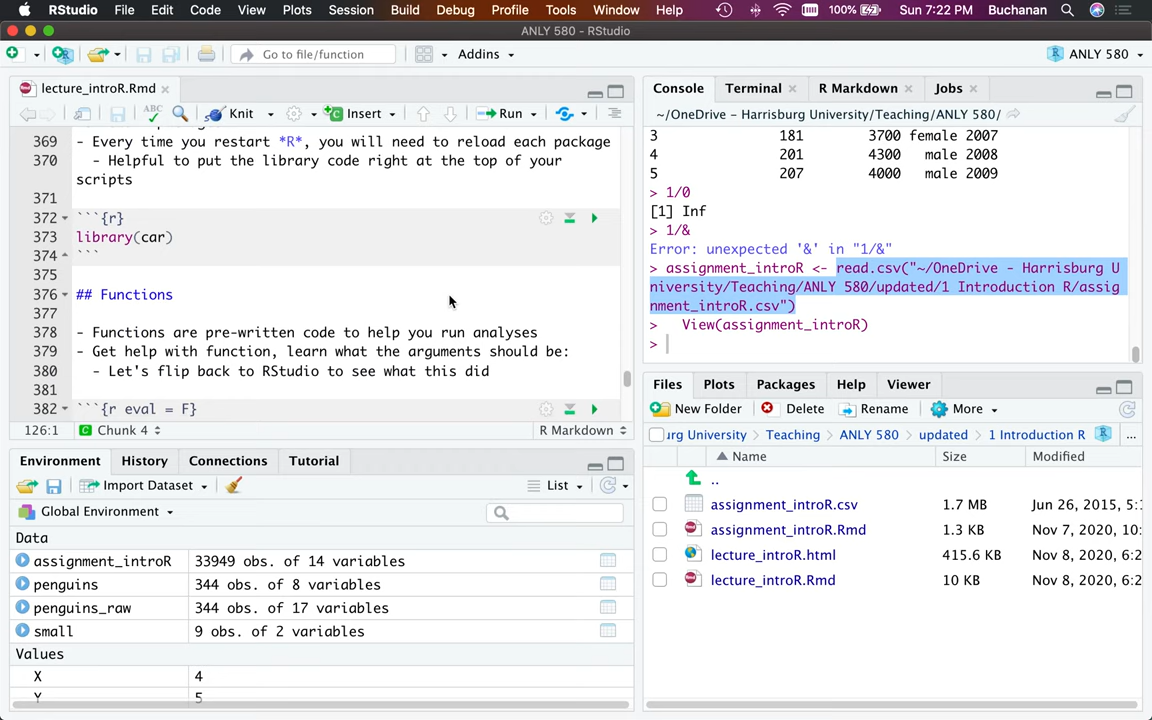 RStudio File Edit Code View Plots Session Build Debug Profile Tools Window Help 100% Sun 7:22 PM Buchanan
ANLY 580 - RStudio
Go to file/function Addins ANLY 580
lecture_introR.Rmd
ABC Knit Insert Run
369 - Every time you restart *R*, you will need to reload each package
370 - Helpful to put the library code right at the top of your
scripts
371
372 ```{r}
373 library(car)
374 ```
375
376 ## Functions
377
378 - Functions are pre-written code to help you run analyses
379 - Get help with function, learn what the arguments should be:
380 - Let's flip back to RStudio to see what this did
381
382 ```{r eval = F}
126:1 Chunk 4 R Markdown
Environment History Connections Tutorial
Import Dataset List
Global Environment
Data
assignment_introR 33949 obs. of 14 variables
penguins 344 obs. of 8 variables
penguins_raw 344 obs. of 17 variables
small 9 obs. of 2 variables
Values
X 4
Y 5
Console Terminal R Markdown Jobs
~/OneDrive - Harrisburg University/Teaching/ANLY 580/
3 181 3700 female 2007
4 201 4300 male 2008
5 207 4000 male 2009
> 1/0
[1] Inf
> 1/&
Error: unexpected '&' in "1/&"
> assignment_introR <- read.csv("~/OneDrive - Harrisburg U
niversity/Teaching/ANLY 580/updated/1 Introduction R/assig
nment_introR.csv")
> View(assignment_introR)
>
Files Plots Packages Help Viewer
New Folder Delete Rename More
urg University Teaching ANLY 580 updated 1 Introduction R ...
Name Size Modified
..
assignment_introR.csv 1.7 MB Jun 26, 2015, 5:
assignment_introR.Rmd 1.3 KB Nov 7, 2020, 10:
lecture_introR.html 415.6 KB Nov 8, 2020, 6:2
lecture_introR.Rmd 10 KB Nov 8, 2020, 6:2